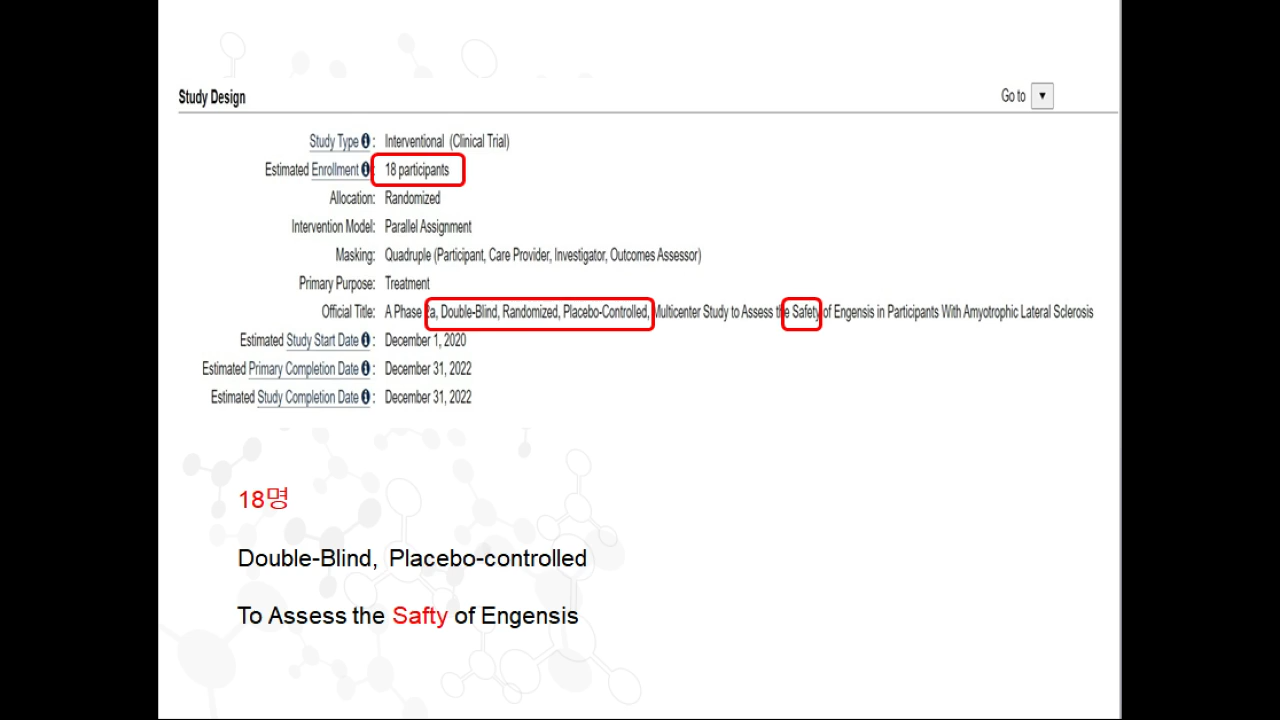 Study Design
Go to ▼
Study Type : Interventional (Clinical Trial)
Estimated Enrollment : 18 participants
Allocation: Randomized
Intervention Model: Parallel Assignment
Masking: Quadruple (Participant, Care Provider, Investigator, Outcomes Assessor)
Primary Purpose: Treatment
Official Title: A Phase 2a, Double-Blind, Randomized, Placebo-Controlled, Multicenter Study to Assess the Safety of Engensis in Participants With Amyotrophic Lateral Sclerosis
Estimated Study Start Date : December 1, 2020
Estimated Primary Completion Date : December 31, 2022
Estimated Study Completion Date : December 31, 2022
18명
Double-Blind, Placebo-controlled
To Assess the Safty of Engensis